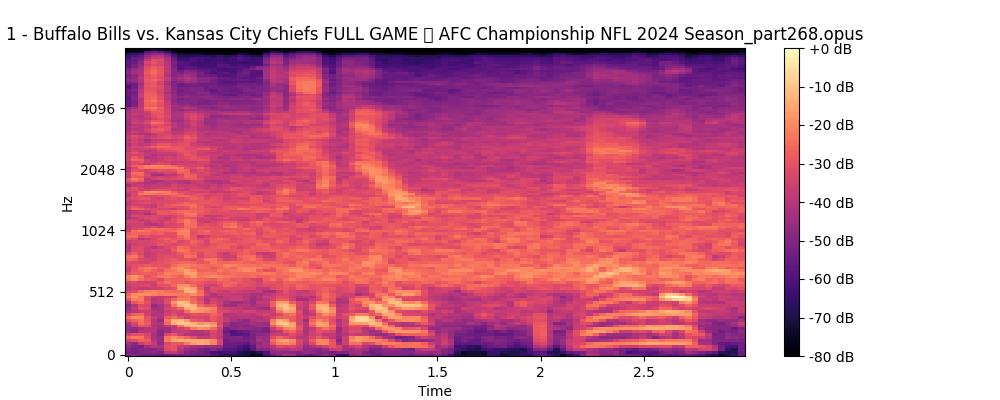 1 - Buffalo Bills vs. Kansas City Chiefs FULL GAME ▯ AFC Championship NFL 2024 Season_part268.opus
+0 dB
-10 dB
-20 dB
-30 dB
-40 dB
-50 dB
-60 dB
-70 dB
-80 dB
4096
2048
1024
512
0
Hz
0
0.5
1
1.5
2
2.5
Time